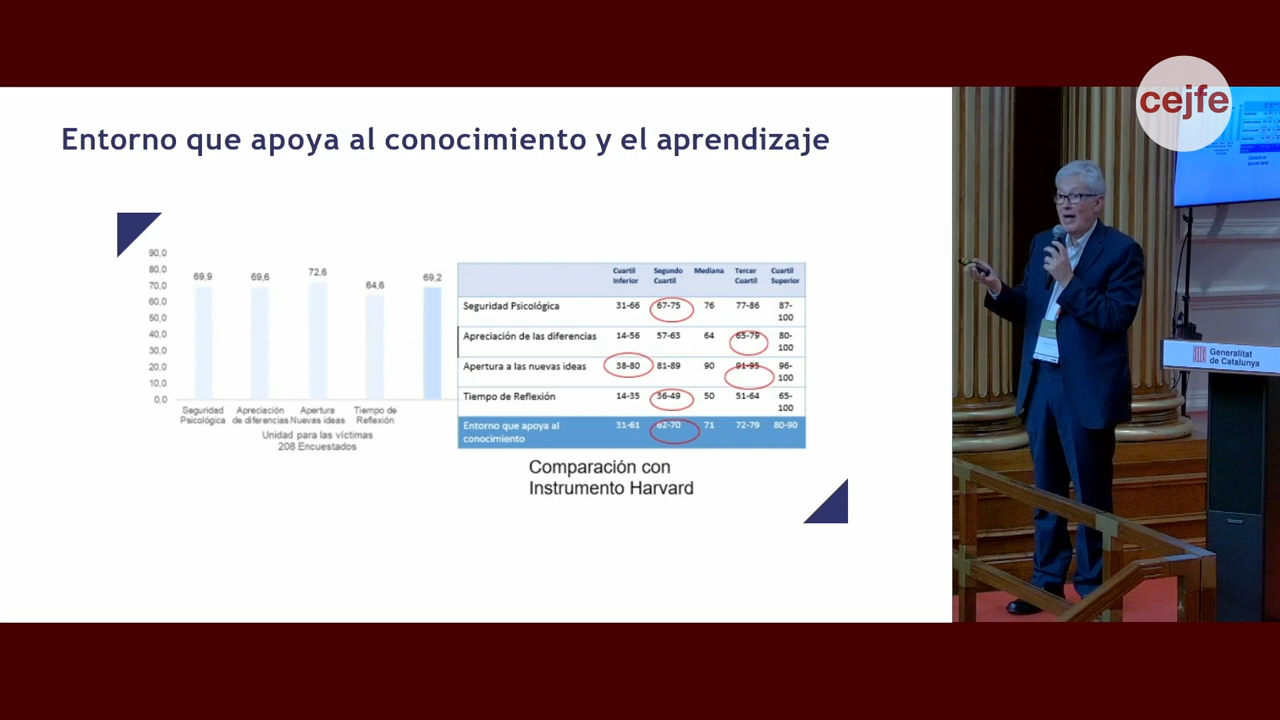 cejfe
Entorno que apoya al conocimiento y el aprendizaje
90,0
80,0
70,0
60,0
50,0
40,0
30,0
20,0
10,0
0,0
69,9
69,6
72,6
64,6
69,2
Seguridad Psicológica
Apreciación de diferencias
Apertura Nuevas ideas
Tiempo de Reflexión
Unidad para las víctimas
208 Encuestados
Cuartil Inferior Segundo Cuartil Mediana Tercer Cuartil Cuartil Superior
Seguridad Psicológica 31-66 67-75 76 77-86 87-100
Apreciación de las diferencias 14-56 57-63 64 65-79 80-100
Apertura a las nuevas ideas 38-80 81-89 90 91-95 96-100
Tiempo de Reflexión 14-35 36-49 50 51-64 65-100
Entorno que apoya al conocimiento 31-61 62-70 71 72-79 80-90
Comparación con
Instrumento Harvard
Generalitat
de Catalunya